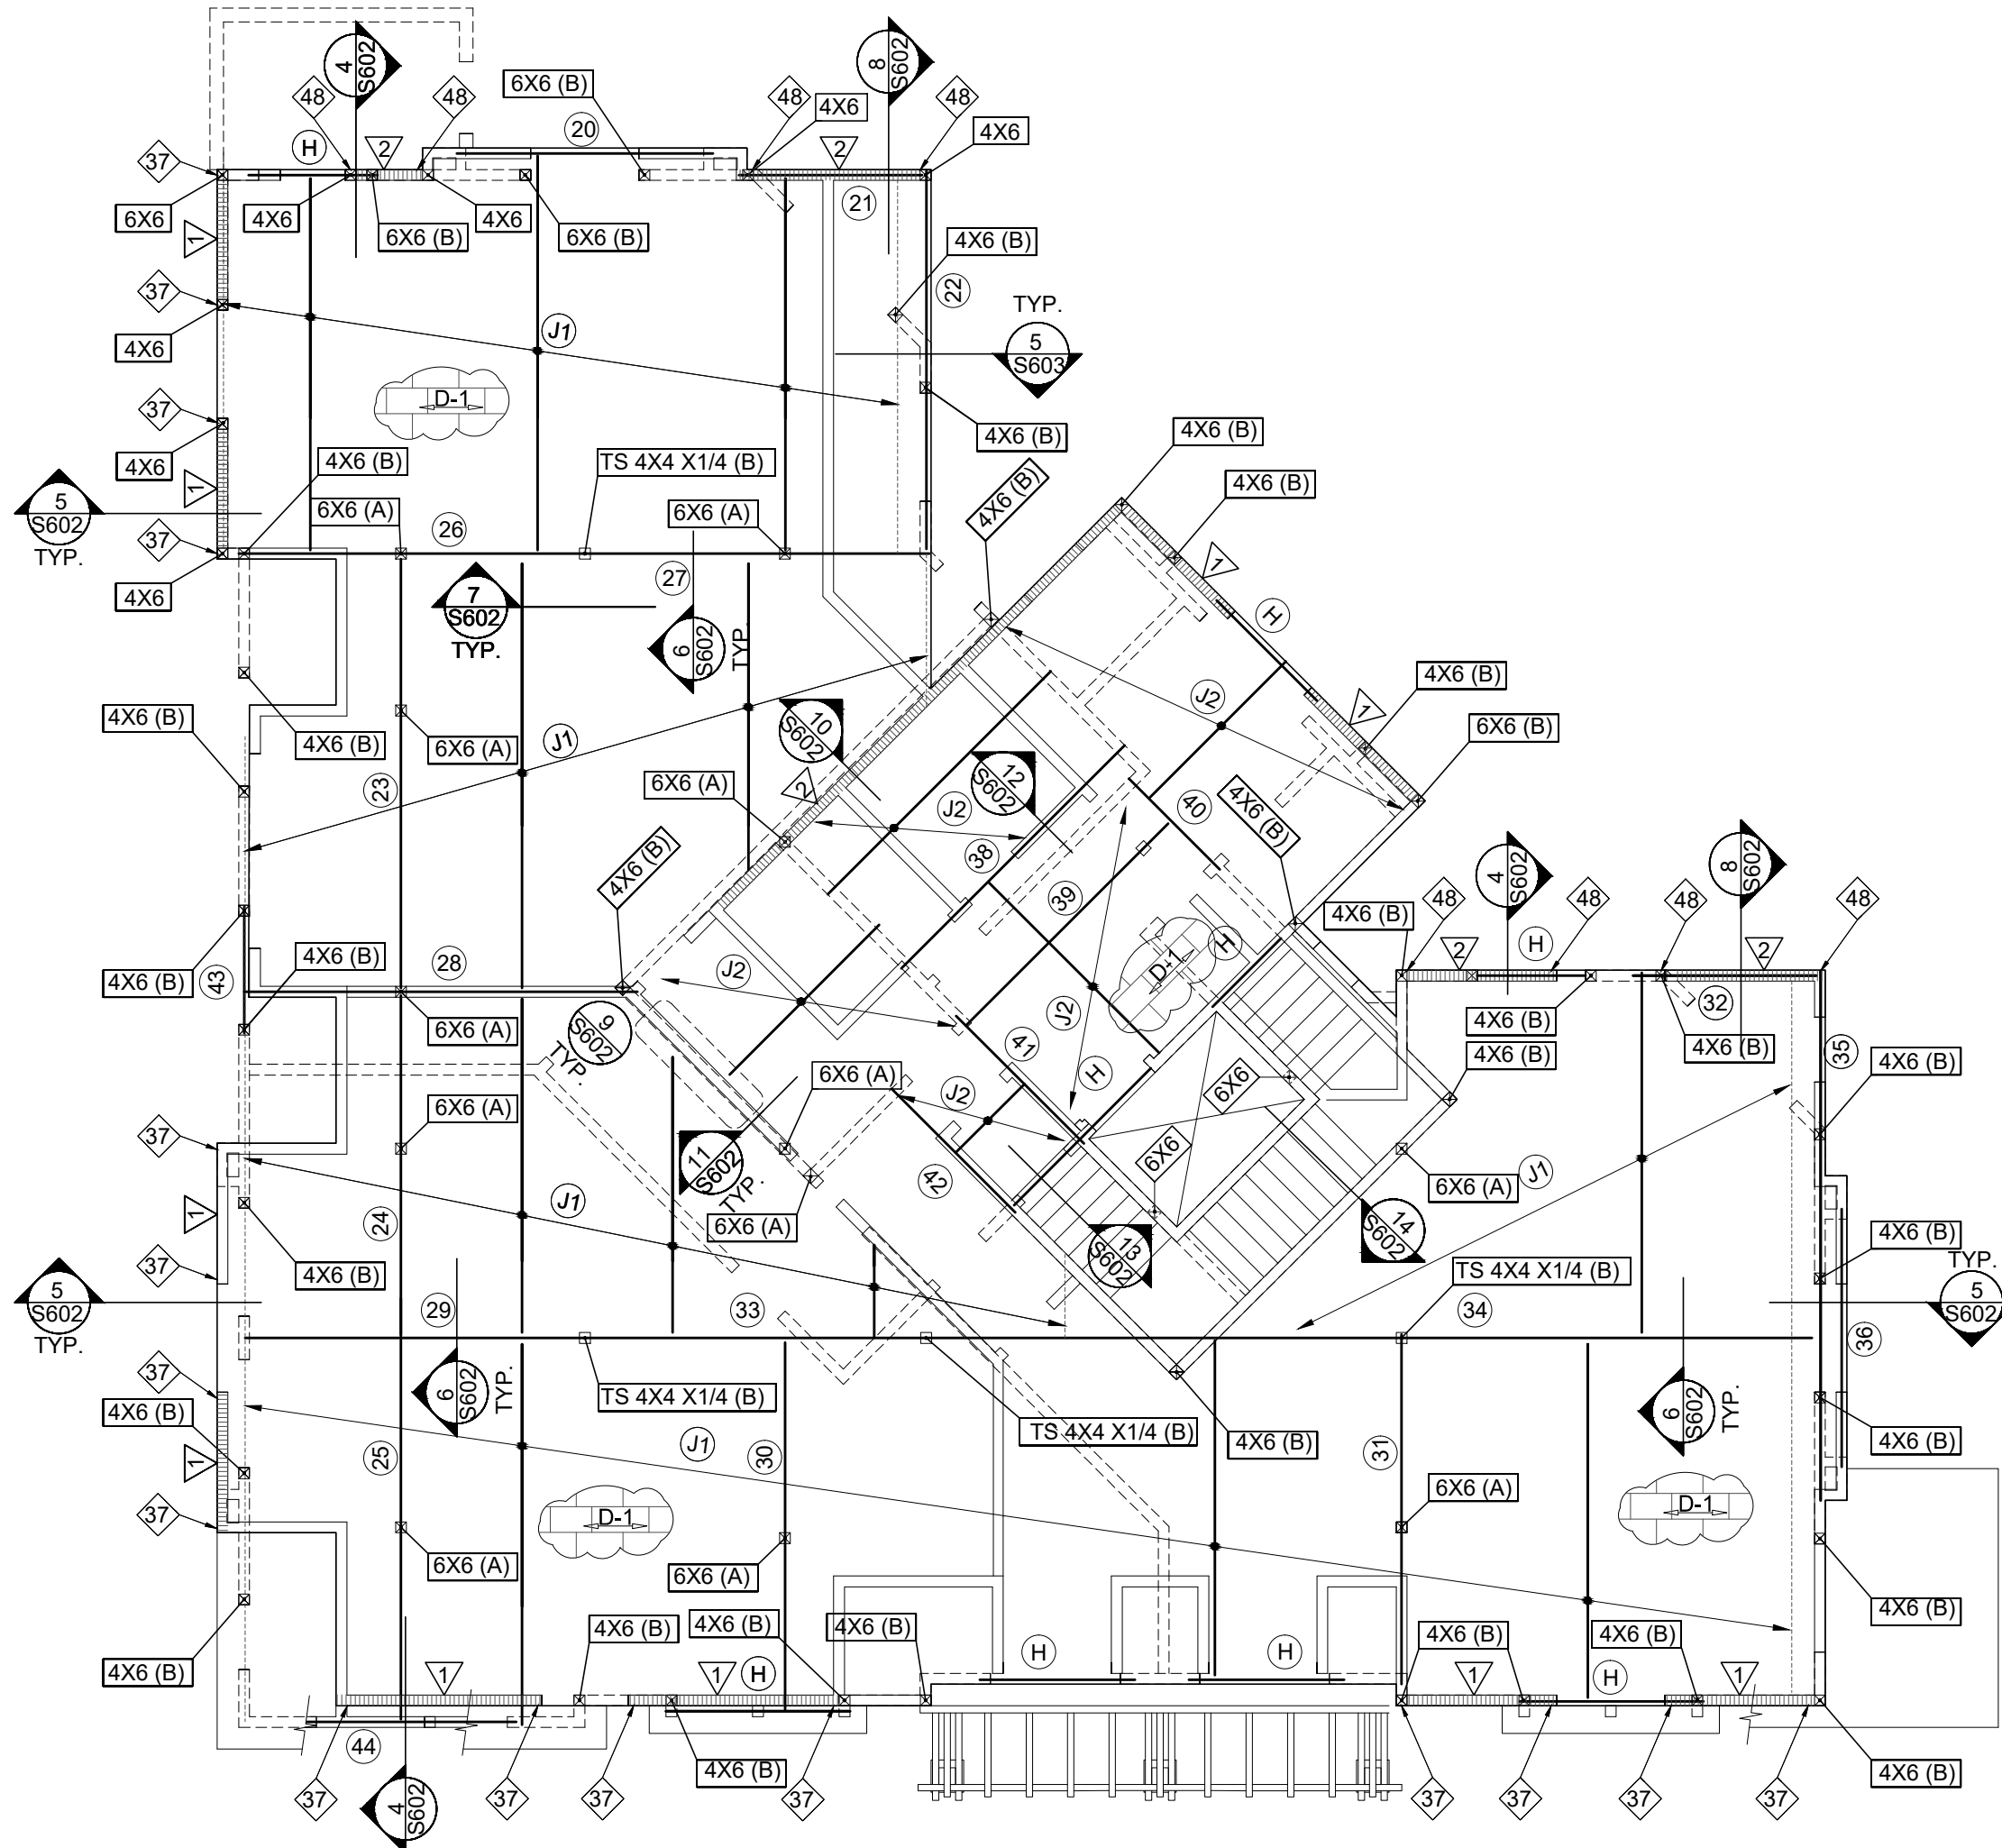 4
S602
8
S602
48
48
6X6 (B)
48
4X6
48
H
20
2
2
4X6
37
6X6
4X6
6X6 (B)
4X6
6X6 (B)
21
1
4X6 (B)
22
37
4X6
J1
TYP.
5
S603
D-1
37
4X6
4X6 (B)
4X6 (B)
TS 4X4 X1/4 (B)
4X6 (B)
4X6 (B)
4X6 (B)
1
5
S602
TYP.
6X6 (A)
26
6X6 (A)
37
4X6
27
7
S602
TYP.
6
S602
TYP.
1
H
4X6 (B)
4X6 (B)
J2
1
6X6 (B)
4X6 (B)
6X6 (A)
J1
10
S602
12
S602
23
6X6 (A)
2
J2
40
4X6 (B)
38
4
S602
8
S602
4X6 (B)
39
48
48
48
48
4X6 (B)
4X6 (B)
4X6 (B)
43
28
J2
D-1
H
2
H
2
32
J2
4X6 (B)
4X6 (B)
35
6X6 (A)
9
S602
TYP.
41
H
4X6 (B)
4X6 (B)
6X6 (A)
6X6 (A)
J2
6X6
37
11
S602
TYP.
6X6
6X6 (A)
J1
1
24
J1
42
6X6 (A)
13
S602
14
S602
4X6 (B)
37
4X6 (B)
TS 4X4 X1/4 (B)
5
S602
TYP.
29
33
34
TYP.
5
S602
36
37
6
S602
TYP.
TS 4X4 X1/4 (B)
6
S602
TYP.
4X6 (B)
J1
TS 4X4 X1/4 (B)
4X6 (B)
4X6 (B)
1
25
30
31
37
D-1
6X6 (A)
D-1
6X6 (A)
6X6 (A)
4X6 (B)
4X6 (B)
4X6 (B)
4X6 (B)
4X6 (B)
4X6 (B)
4X6 (B)
1
1
H
H
H
1
H
1
44
4X6 (B)
4X6 (B)
4
S602
37
37
37
37
37
37
37
37